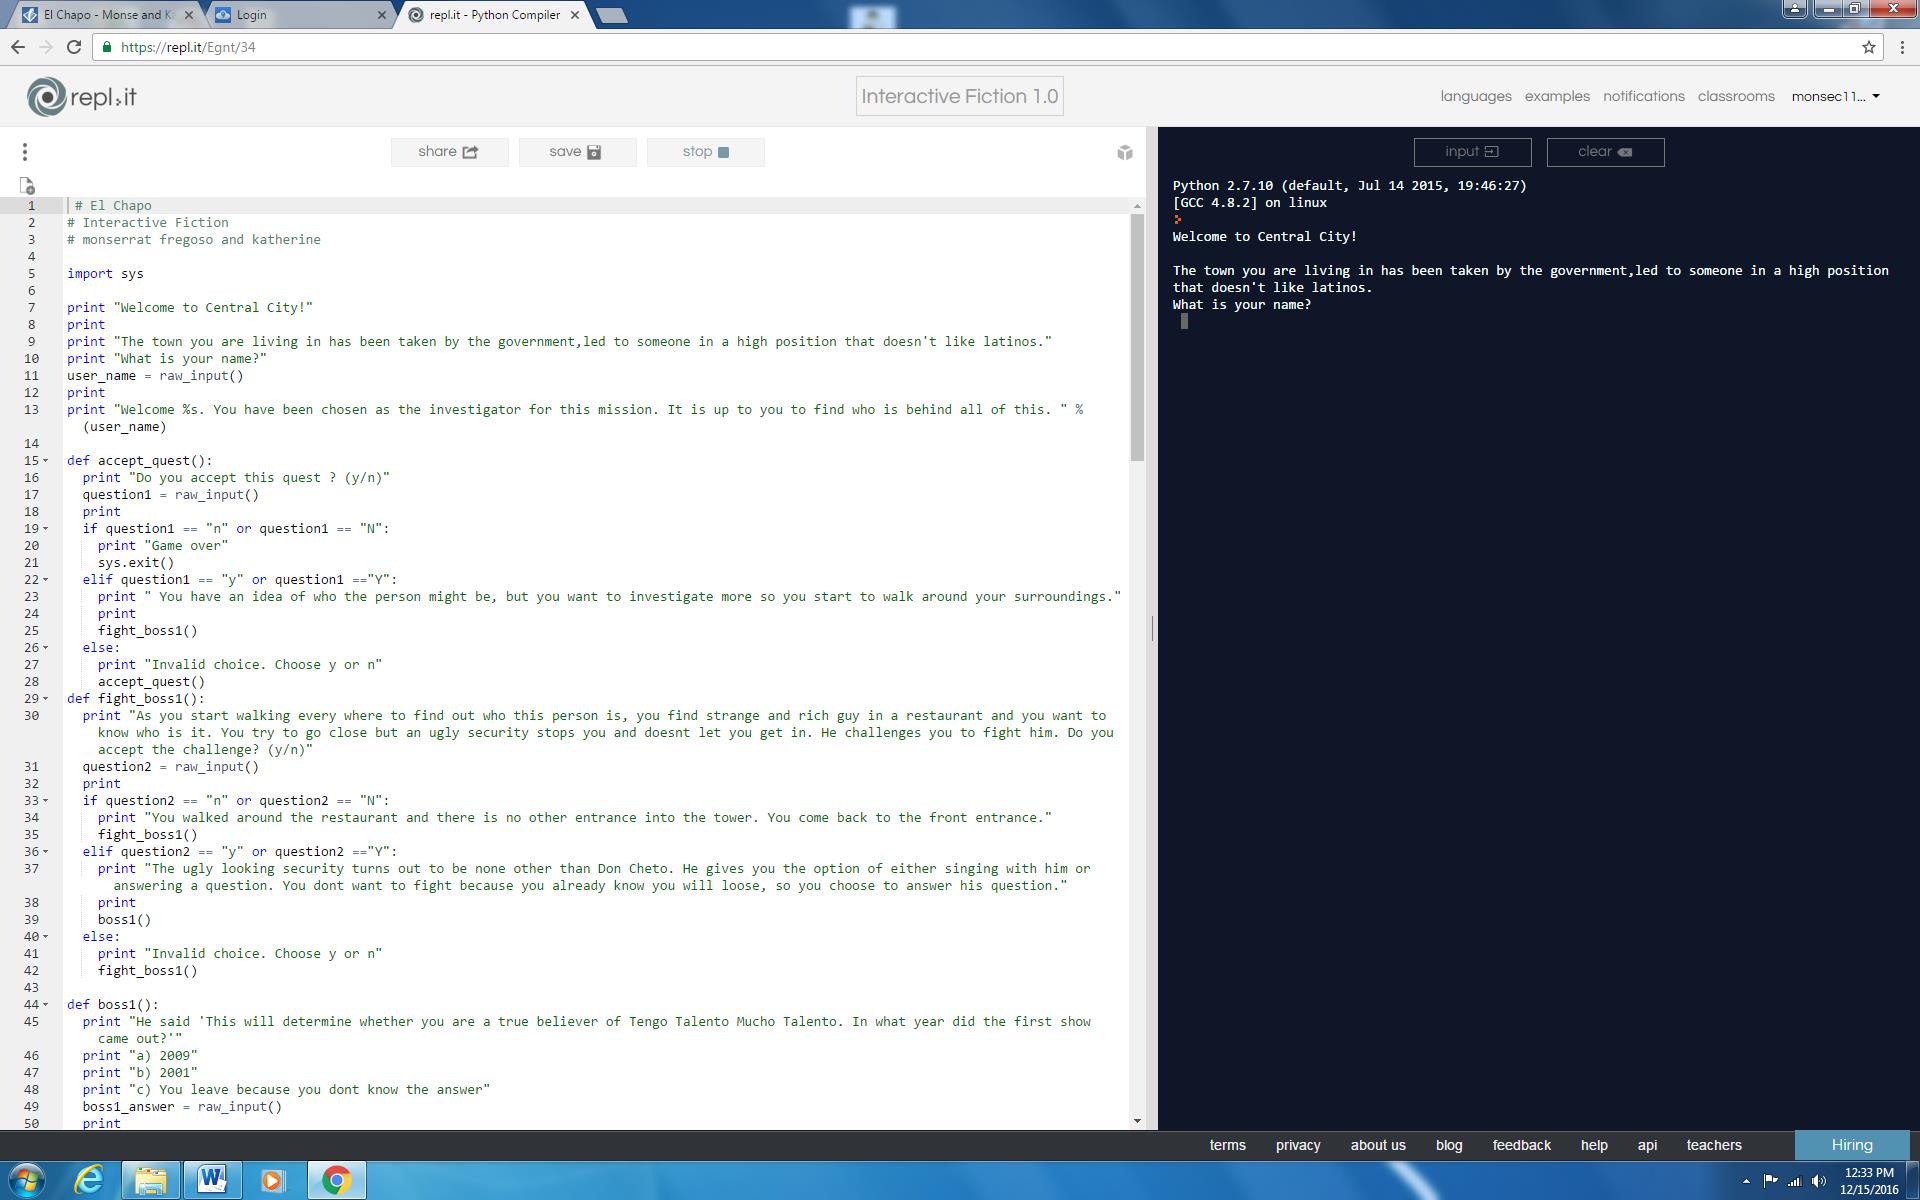 El Chapo - Monse and Ka
Login
repl.it - Python Compiler
https://repl.it/Egnt/34
repl.it
Interactive Fiction 1.0
languages examples notifications classrooms monsec11...
share save stop
input clear
1 # El Chapo
2 # Interactive Fiction
3 # monserrat fregoso and katherine
4
5 import sys
6
7 print "Welcome to Central City!"
8 print
9 print "The town you are living in has been taken by the government,led to someone in a high position that doesn't like latinos."
10 print "What is your name?"
11 user_name = raw_input()
12 print
13 print "Welcome %s. You have been chosen as the investigator for this mission. It is up to you to find who is behind all of this. " %
(user_name)
14
15 def accept_quest():
16 print "Do you accept this quest ? (y/n)"
17 question1 = raw_input()
18 print
19 if question1 == "n" or question1 == "N":
20 print "Game over"
21 sys.exit()
22 elif question1 == "y" or question1 =="Y":
23 print " You have an idea of who the person might be, but you want to investigate more so you start to walk around your surroundings."
24 print
25 fight_boss1()
26 else:
27 print "Invalid choice. Choose y or n"
28 accept_quest()
29 def fight_boss1():
30 print "As you start walking every where to find out who this person is, you find strange and rich guy in a restaurant and you want to
know who is it. You try to go close but an ugly security stops you and doesnt let you get in. He challenges you to fight him. Do you
accept the challenge? (y/n)"
31 question2 = raw_input()
32 print
33 if question2 == "n" or question2 == "N":
34 print "You walked around the restaurant and there is no other entrance into the tower. You come back to the front entrance."
35 fight_boss1()
36 elif question2 == "y" or question2 =="Y":
37 print "The ugly looking security turns out to be none other than Don Cheto. He gives you the option of either singing with him or
answering a question. You dont want to fight because you already know you will loose, so you choose to answer his question."
38 print
39 boss1()
40 else:
41 print "Invalid choice. Choose y or n"
42 fight_boss1()
43
44 def boss1():
45 print "He said 'This will determine whether you are a true believer of Tengo Talento Mucho Talento. In what year did the first show
came out?'"
46 print "a) 2009"
47 print "b) 2001"
48 print "c) You leave because you dont know the answer"
49 boss1_answer = raw_input()
50 print
Python 2.7.10 (default, Jul 14 2015, 19:46:27)
[GCC 4.8.2] on linux
Welcome to Central City!
The town you are living in has been taken by the government,led to someone in a high position
that doesn't like latinos.
What is your name?
terms privacy about us blog feedback help api teachers Hiring
12:33 PM
12/15/2016